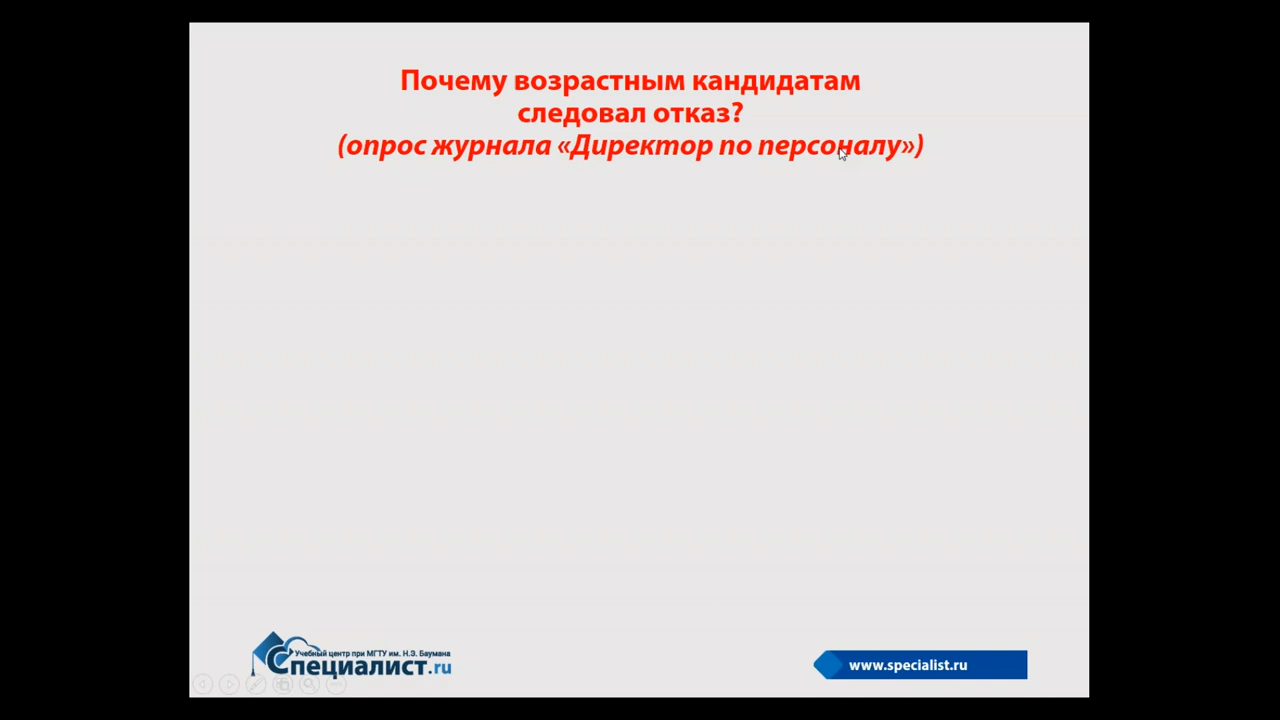 Почему возрастным кандидатам
следовал отказ?
(опрос журнала «Директор по персоналу»)
Учебный центр при МГТУ им. Н.Э. Баумана
Специалист.ru
www.specialist.ru